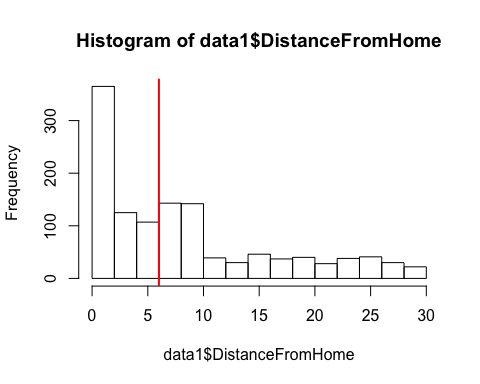 Histogram of data1$DistanceFromHome
Frequency
0 100 200 300
0 5 10 15 20 25 30
data1$DistanceFromHome